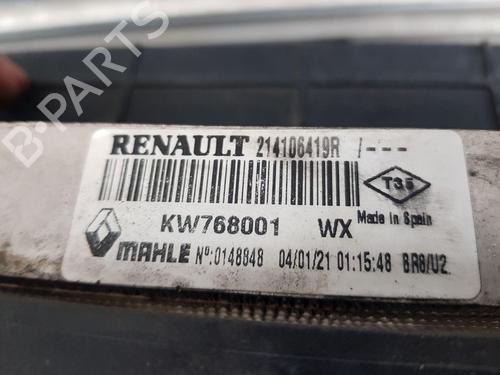 B-PARTS
RENAULT 214106419R /---
T35
KW768001 WX Made in Spain
MAHLE Nº:0148848 04/01/21 01:15:48 BR8/U2